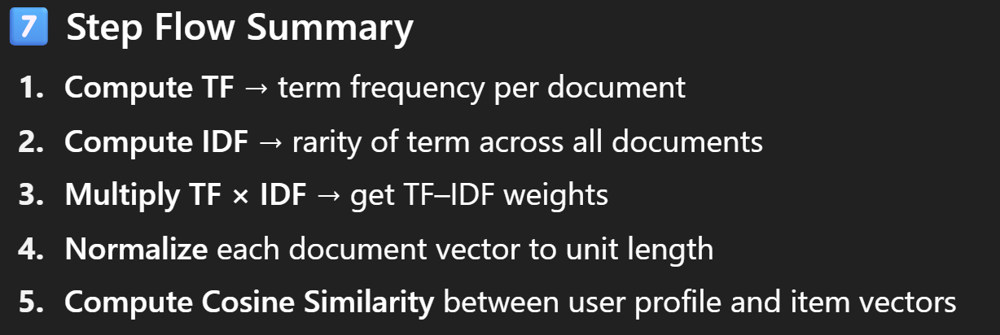 7 Step Flow Summary
1. Compute TF → term frequency per document
2. Compute IDF → rarity of term across all documents
3. Multiply TF × IDF → get TF–IDF weights
4. Normalize each document vector to unit length
5. Compute Cosine Similarity between user profile and item vectors